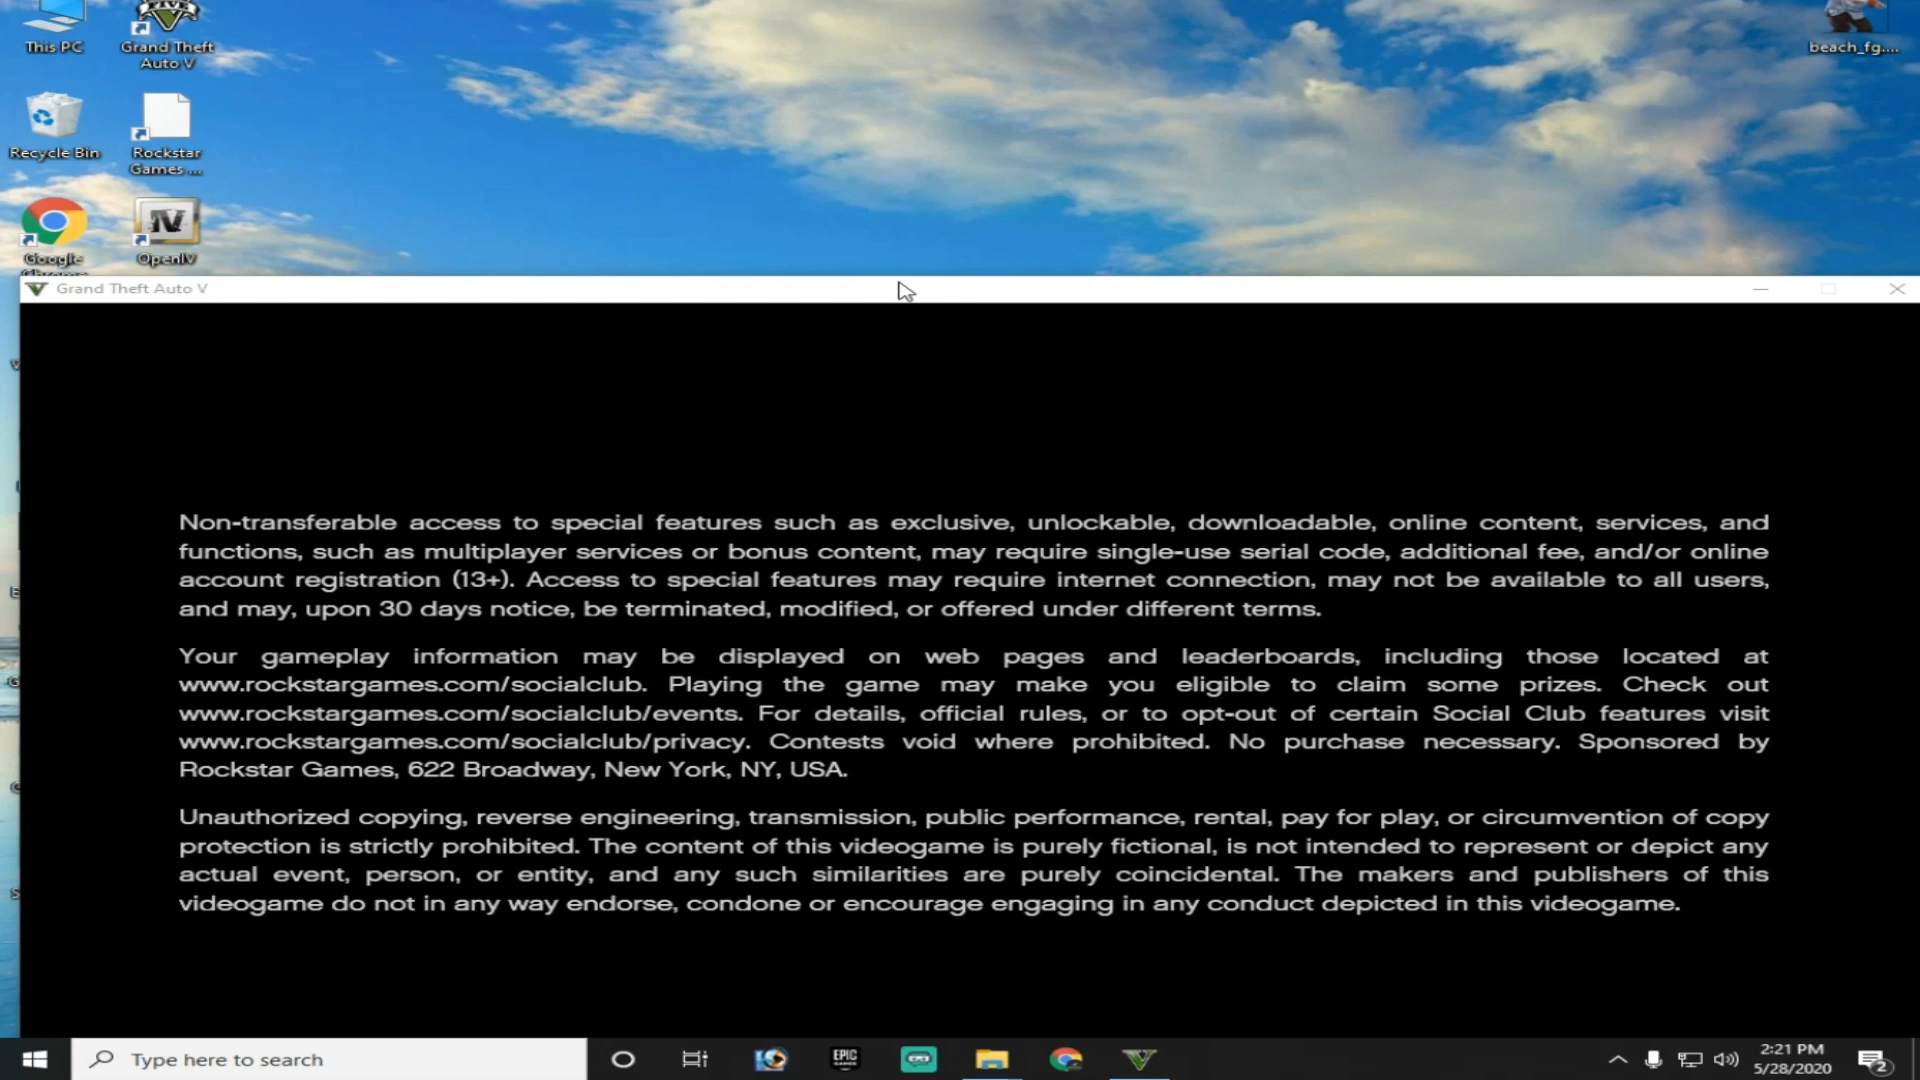 This PC
Grand Theft
Auto V
beach_fg....
Recycle Bin
Rockstar
Games ...
IV
Google
Chrome
OpenIV
Grand Theft Auto V
Non-transferable access to special features such as exclusive, unlockable, downloadable, online content, services, and
functions, such as multiplayer services or bonus content, may require single-use serial code, additional fee, and/or online
account registration (13+). Access to special features may require internet connection, may not be available to all users,
and may, upon 30 days notice, be terminated, modified, or offered under different terms.
Your gameplay information may be displayed on web pages and leaderboards, including those located at
www.rockstargames.com/socialclub. Playing the game may make you eligible to claim some prizes. Check out
www.rockstargames.com/socialclub/events. For details, official rules, or to opt-out of certain Social Club features visit
www.rockstargames.com/socialclub/privacy. Contests void where prohibited. No purchase necessary. Sponsored by
Rockstar Games, 622 Broadway, New York, NY, USA.
Unauthorized copying, reverse engineering, transmission, public performance, rental, pay for play, or circumvention of copy
protection is strictly prohibited. The content of this videogame is purely fictional, is not intended to represent or depict any
actual event, person, or entity, and any such similarities are purely coincidental. The makers and publishers of this
videogame do not in any way endorse, condone or encourage engaging in any conduct depicted in this videogame.
Type here to search
EPIC
GAMES
2:21 PM
5/28/2020
2